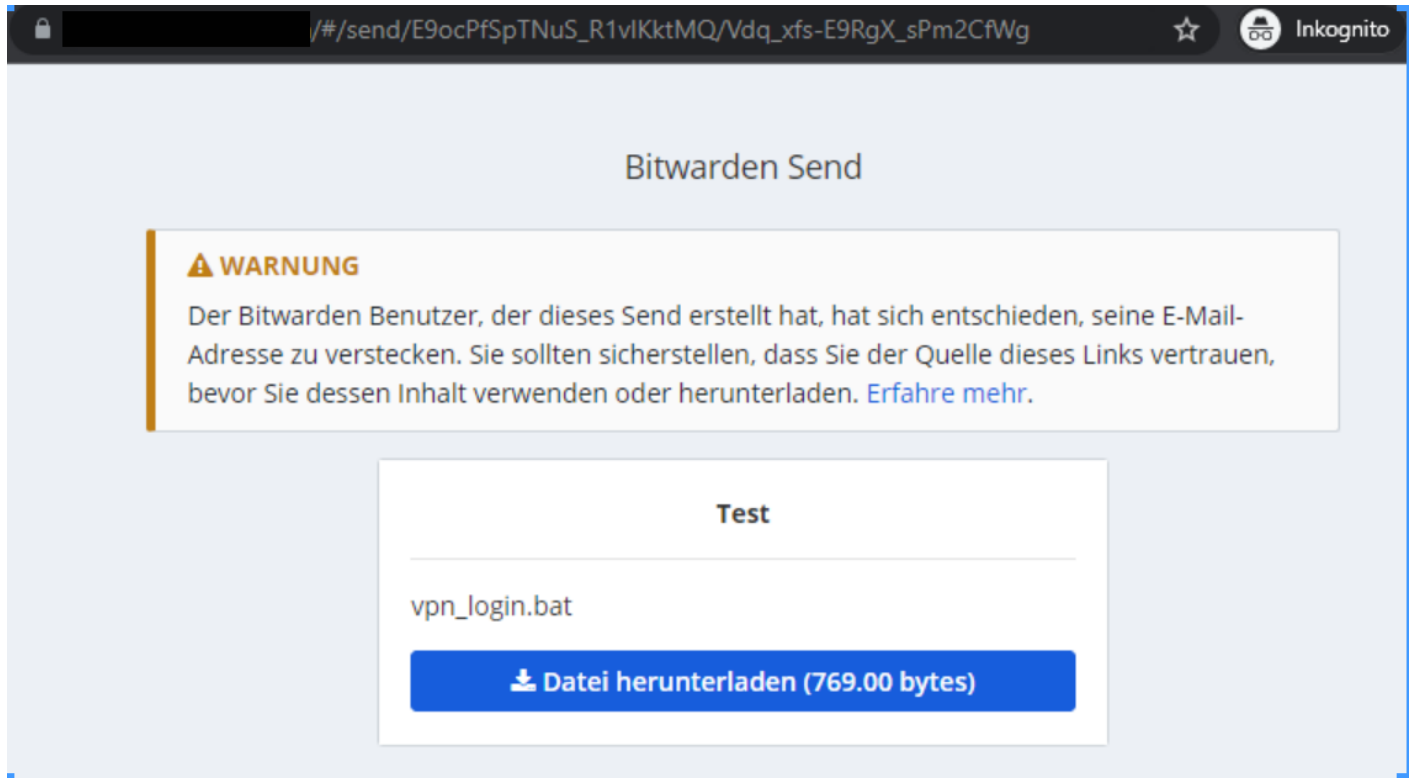 /#/send/E9ocPfSpTNuS_R1vIKktMQ/Vdq_xfs-E9RgX_sPm2CfWg Inkognito
Bitwarden Send
WARNUNG
Der Bitwarden Benutzer, der dieses Send erstellt hat, hat sich entschieden, seine E-Mail-
Adresse zu verstecken. Sie sollten sicherstellen, dass Sie der Quelle dieses Links vertrauen,
bevor Sie dessen Inhalt verwenden oder herunterladen. Erfahre mehr.
Test
vpn_login.bat
Datei herunterladen (769.00 bytes)